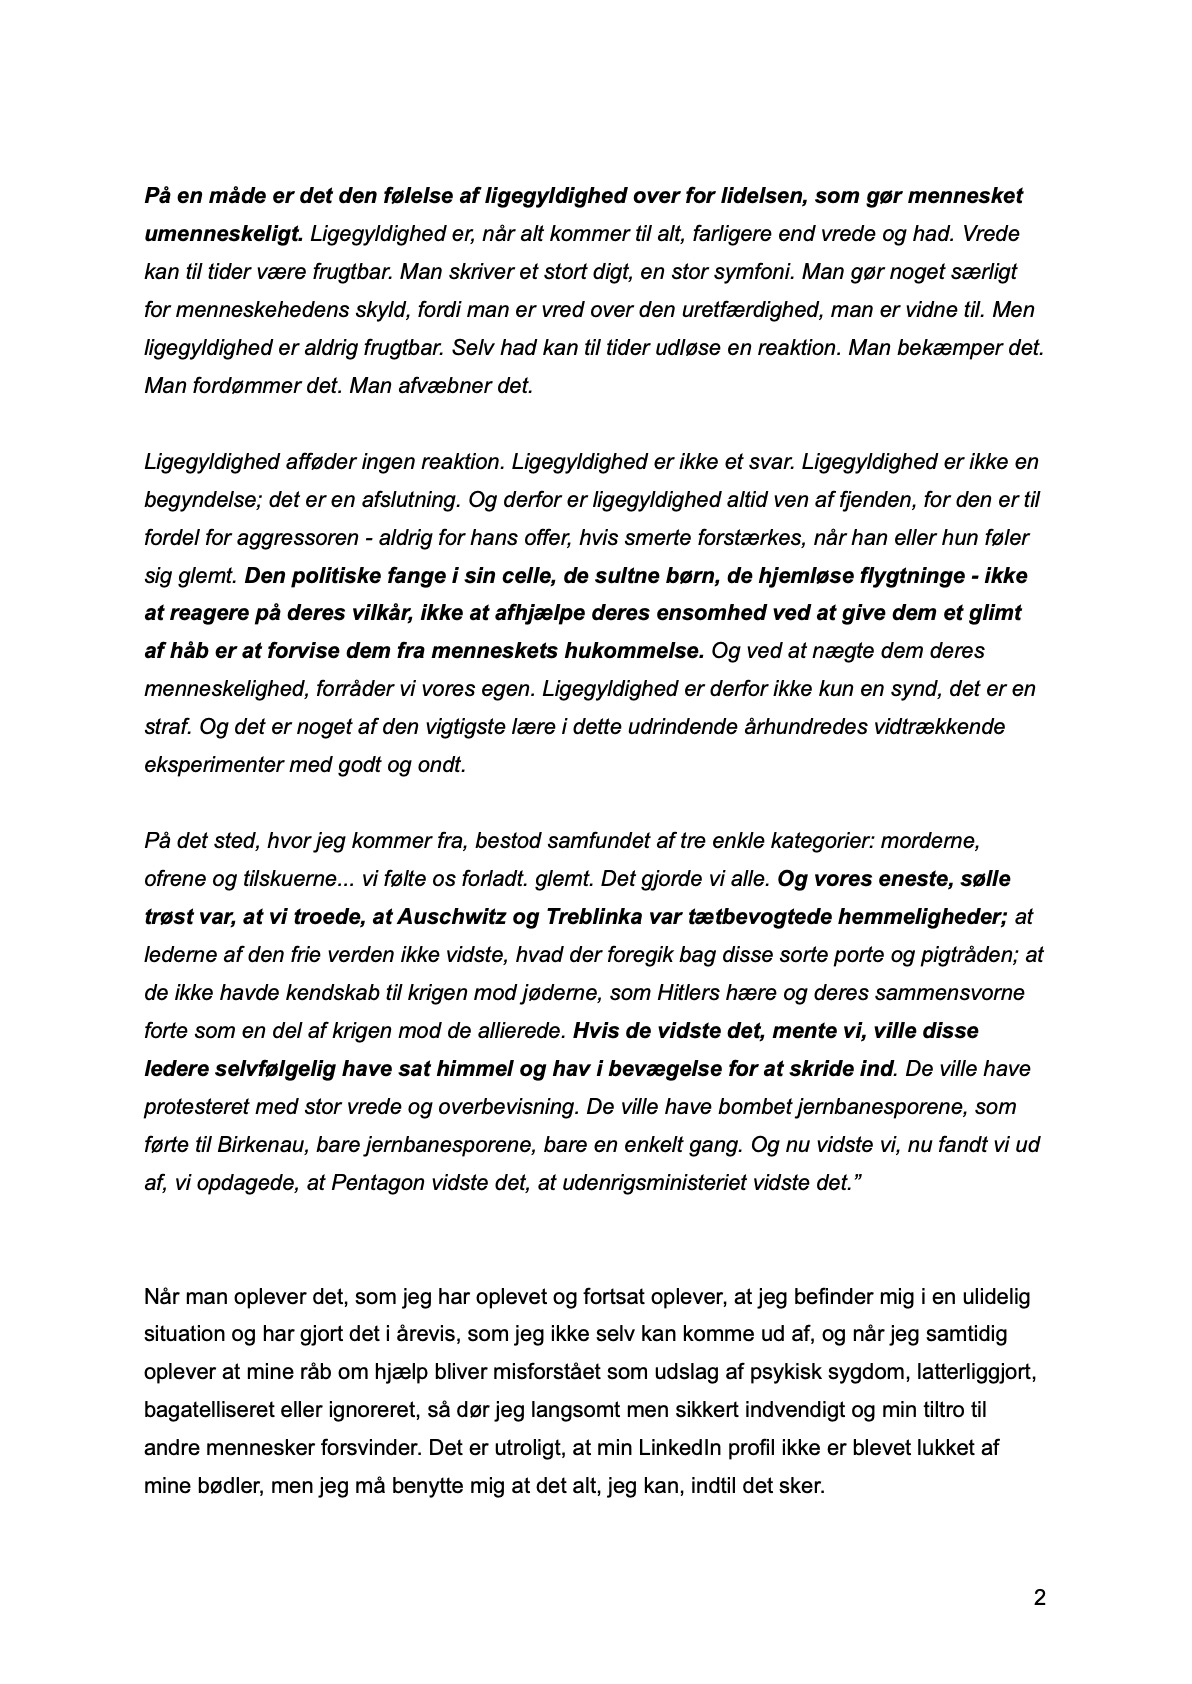 På en måde er det den følelse af ligegyldighed over for lidelsen, som gør mennesket
umenneskeligt. Ligegyldighed er, når alt kommer til alt, farligere end vrede og had. Vrede
kan til tider være frugtbar. Man skriver et stort digt, en stor symfoni. Man gør noget særligt
for menneskehedens skyld, fordi man er vred over den uretfærdighed, man er vidne til. Men
ligegyldighed er aldrig frugtbar. Selv had kan til tider udløse en reaktion. Man bekæmper det.
Man fordømmer det. Man afvæbner det.
Ligegyldighed afføder ingen reaktion. Ligegyldighed er ikke et svar. Ligegyldighed er ikke en
begyndelse; det er en afslutning. Og derfor er ligegyldighed altid ven af fjenden, for den er til
fordel for aggressoren - aldrig for hans offer, hvis smerte forstærkes, når han eller hun føler
sig glemt. Den politiske fange i sin celle, de sultne børn, de hjemløse flygtninge - ikke
at reagere på deres vilkår, ikke at afhjælpe deres ensomhed ved at give dem et glimt
af håb er at forvise dem fra menneskets hukommelse. Og ved at nægte dem deres
menneskelighed, forråder vi vores egen. Ligegyldighed er derfor ikke kun en synd, det er en
straf. Og det er noget af den vigtigste lære i dette udrindende århundredes vidtrækkende
eksperimenter med godt og ondt.
På det sted, hvor jeg kommer fra, bestod samfundet af tre enkle kategorier: morderne,
ofrene og tilskuerne... vi følte os forladt. glemt. Det gjorde vi alle. Og vores eneste, sølle
trøst var, at vi troede, at Auschwitz og Treblinka var tætbevogtede hemmeligheder; at
lederne af den frie verden ikke vidste, hvad der foregik bag disse sorte porte og pigtråden; at
de ikke havde kendskab til krigen mod jøderne, som Hitlers hære og deres sammensvorne
forte som en del af krigen mod de allierede. Hvis de vidste det, mente vi, ville disse
ledere selvfølgelig have sat himmel og hav i bevægelse for at skride ind. De ville have
protesteret med stor vrede og overbevisning. De ville have bombet jernbanesporene, som
førte til Birkenau, bare jernbanesporene, bare en enkelt gang. Og nu vidste vi, nu fandt vi ud
af, vi opdagede, at Pentagon vidste det, at udenrigsministeriet vidste det.”
Når man oplever det, som jeg har oplevet og fortsat oplever, at jeg befinder mig i en ulidelig
situation og har gjort det i årevis, som jeg ikke selv kan komme ud af, og når jeg samtidig
oplever at mine råb om hjælp bliver misforstået som udslag af psykisk sygdom, latterliggjort,
bagatelliseret eller ignoreret, så dør jeg langsomt men sikkert indvendigt og min tiltro til
andre mennesker forsvinder. Det er utroligt, at min LinkedIn profil ikke er blevet lukket af
mine bødler, men jeg må benytte mig at det alt, jeg kan, indtil det sker.
2